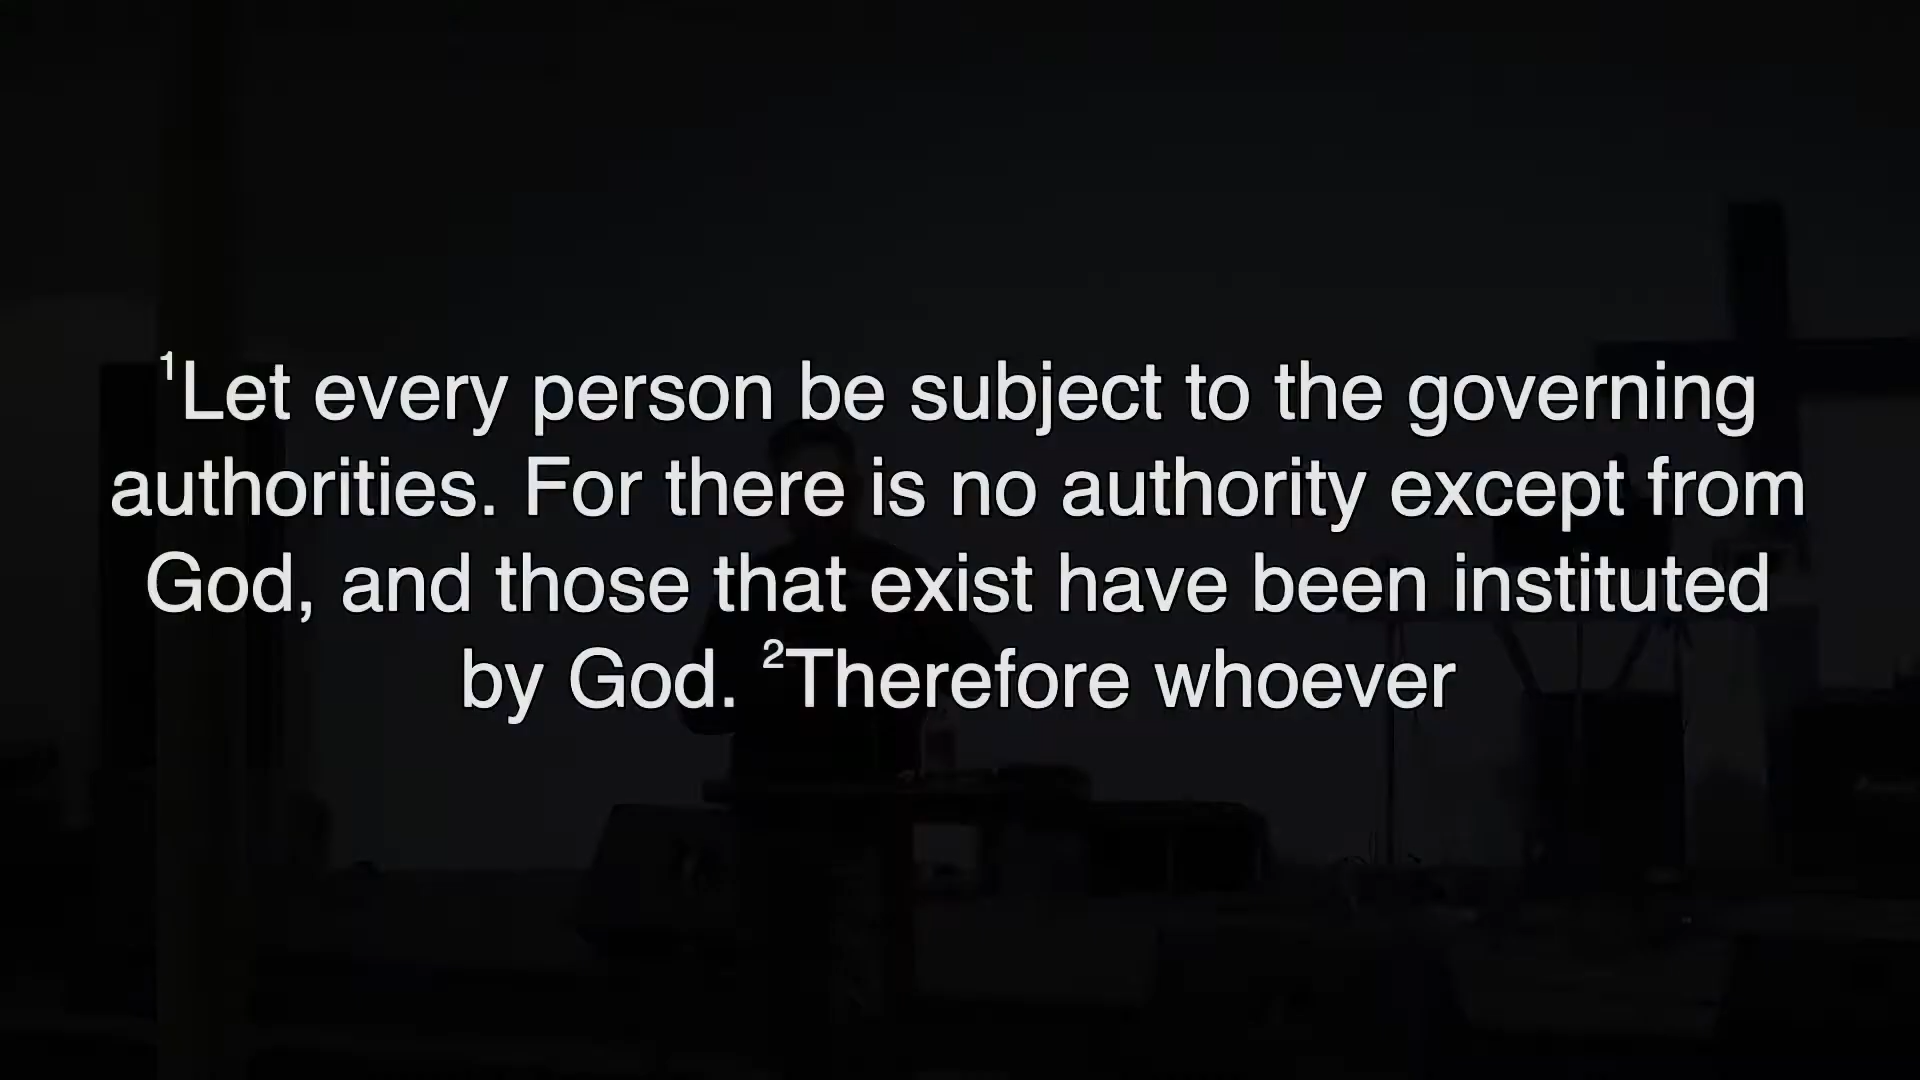 ¹Let every person be subject to the governing
authorities. For there is no authority except from
God, and those that exist have been instituted
by God. ²Therefore whoever